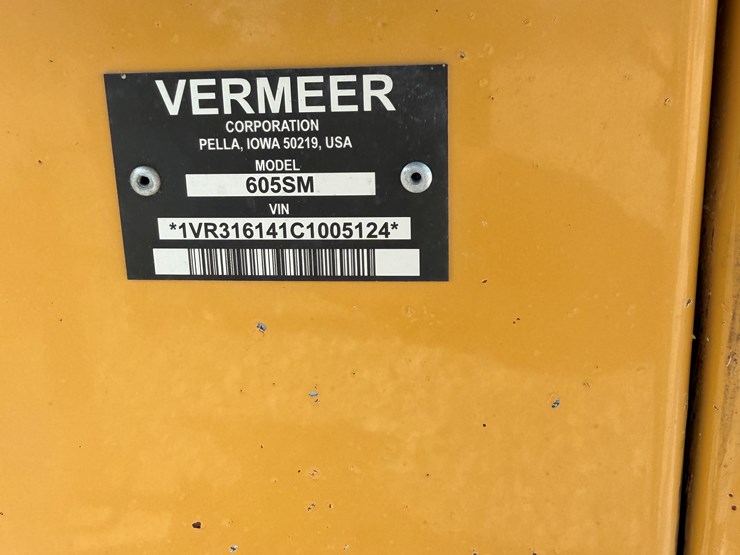 VERMEER
CORPORATION
PELLA, IOWA 50219, USA
MODEL
605SM
VIN
*1VR316141C1005124*